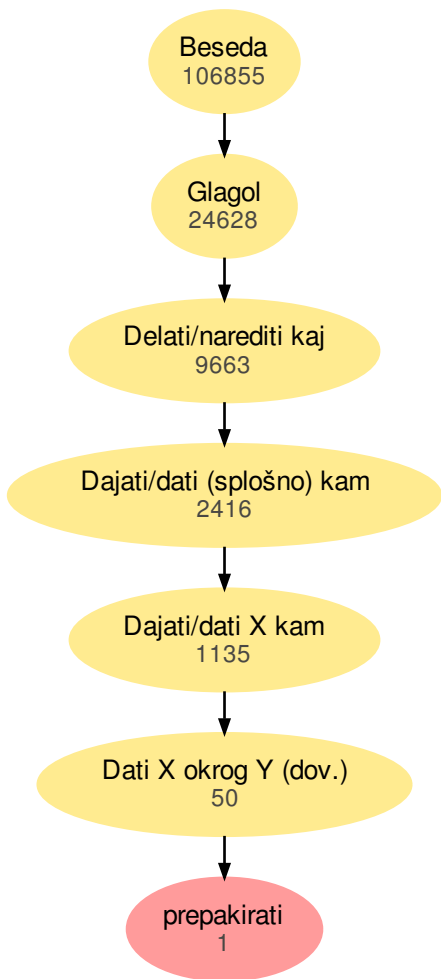 Beseda
106855
Glagol
24628
Delati/narediti kaj
9663
Dajati/dati (splošno) kam
2416
Dajati/dati X kam
1135
Dati X okrog Y (dov.)
50
prepakirati
1